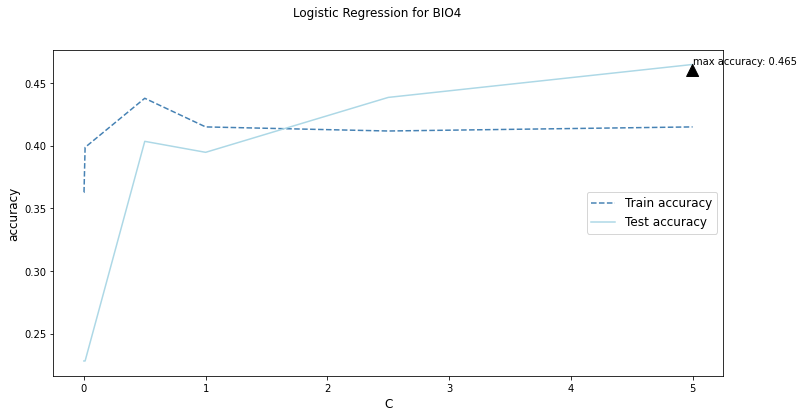 Logistic Regression for BIO4
max accuracy: 0.465
0.45
0.40
0.35
0.30
0.25
accuracy
Train accuracy
Test accuracy
0 1 2 3 4 5
C